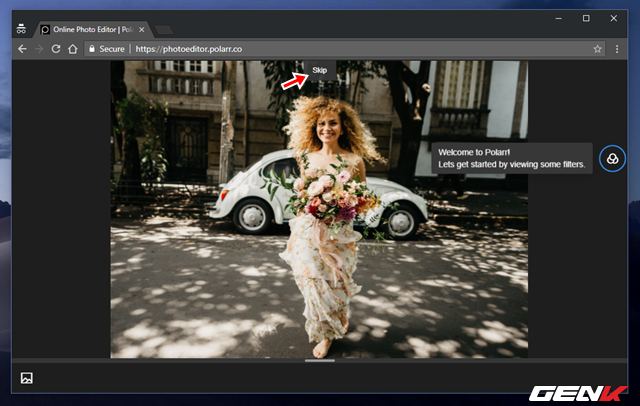 Online Photo Editor | Pola
Secure | https://photoeditor.polarr.co
Skip
Welcome to Polarr!
Lets get started by viewing some filters.
GENK